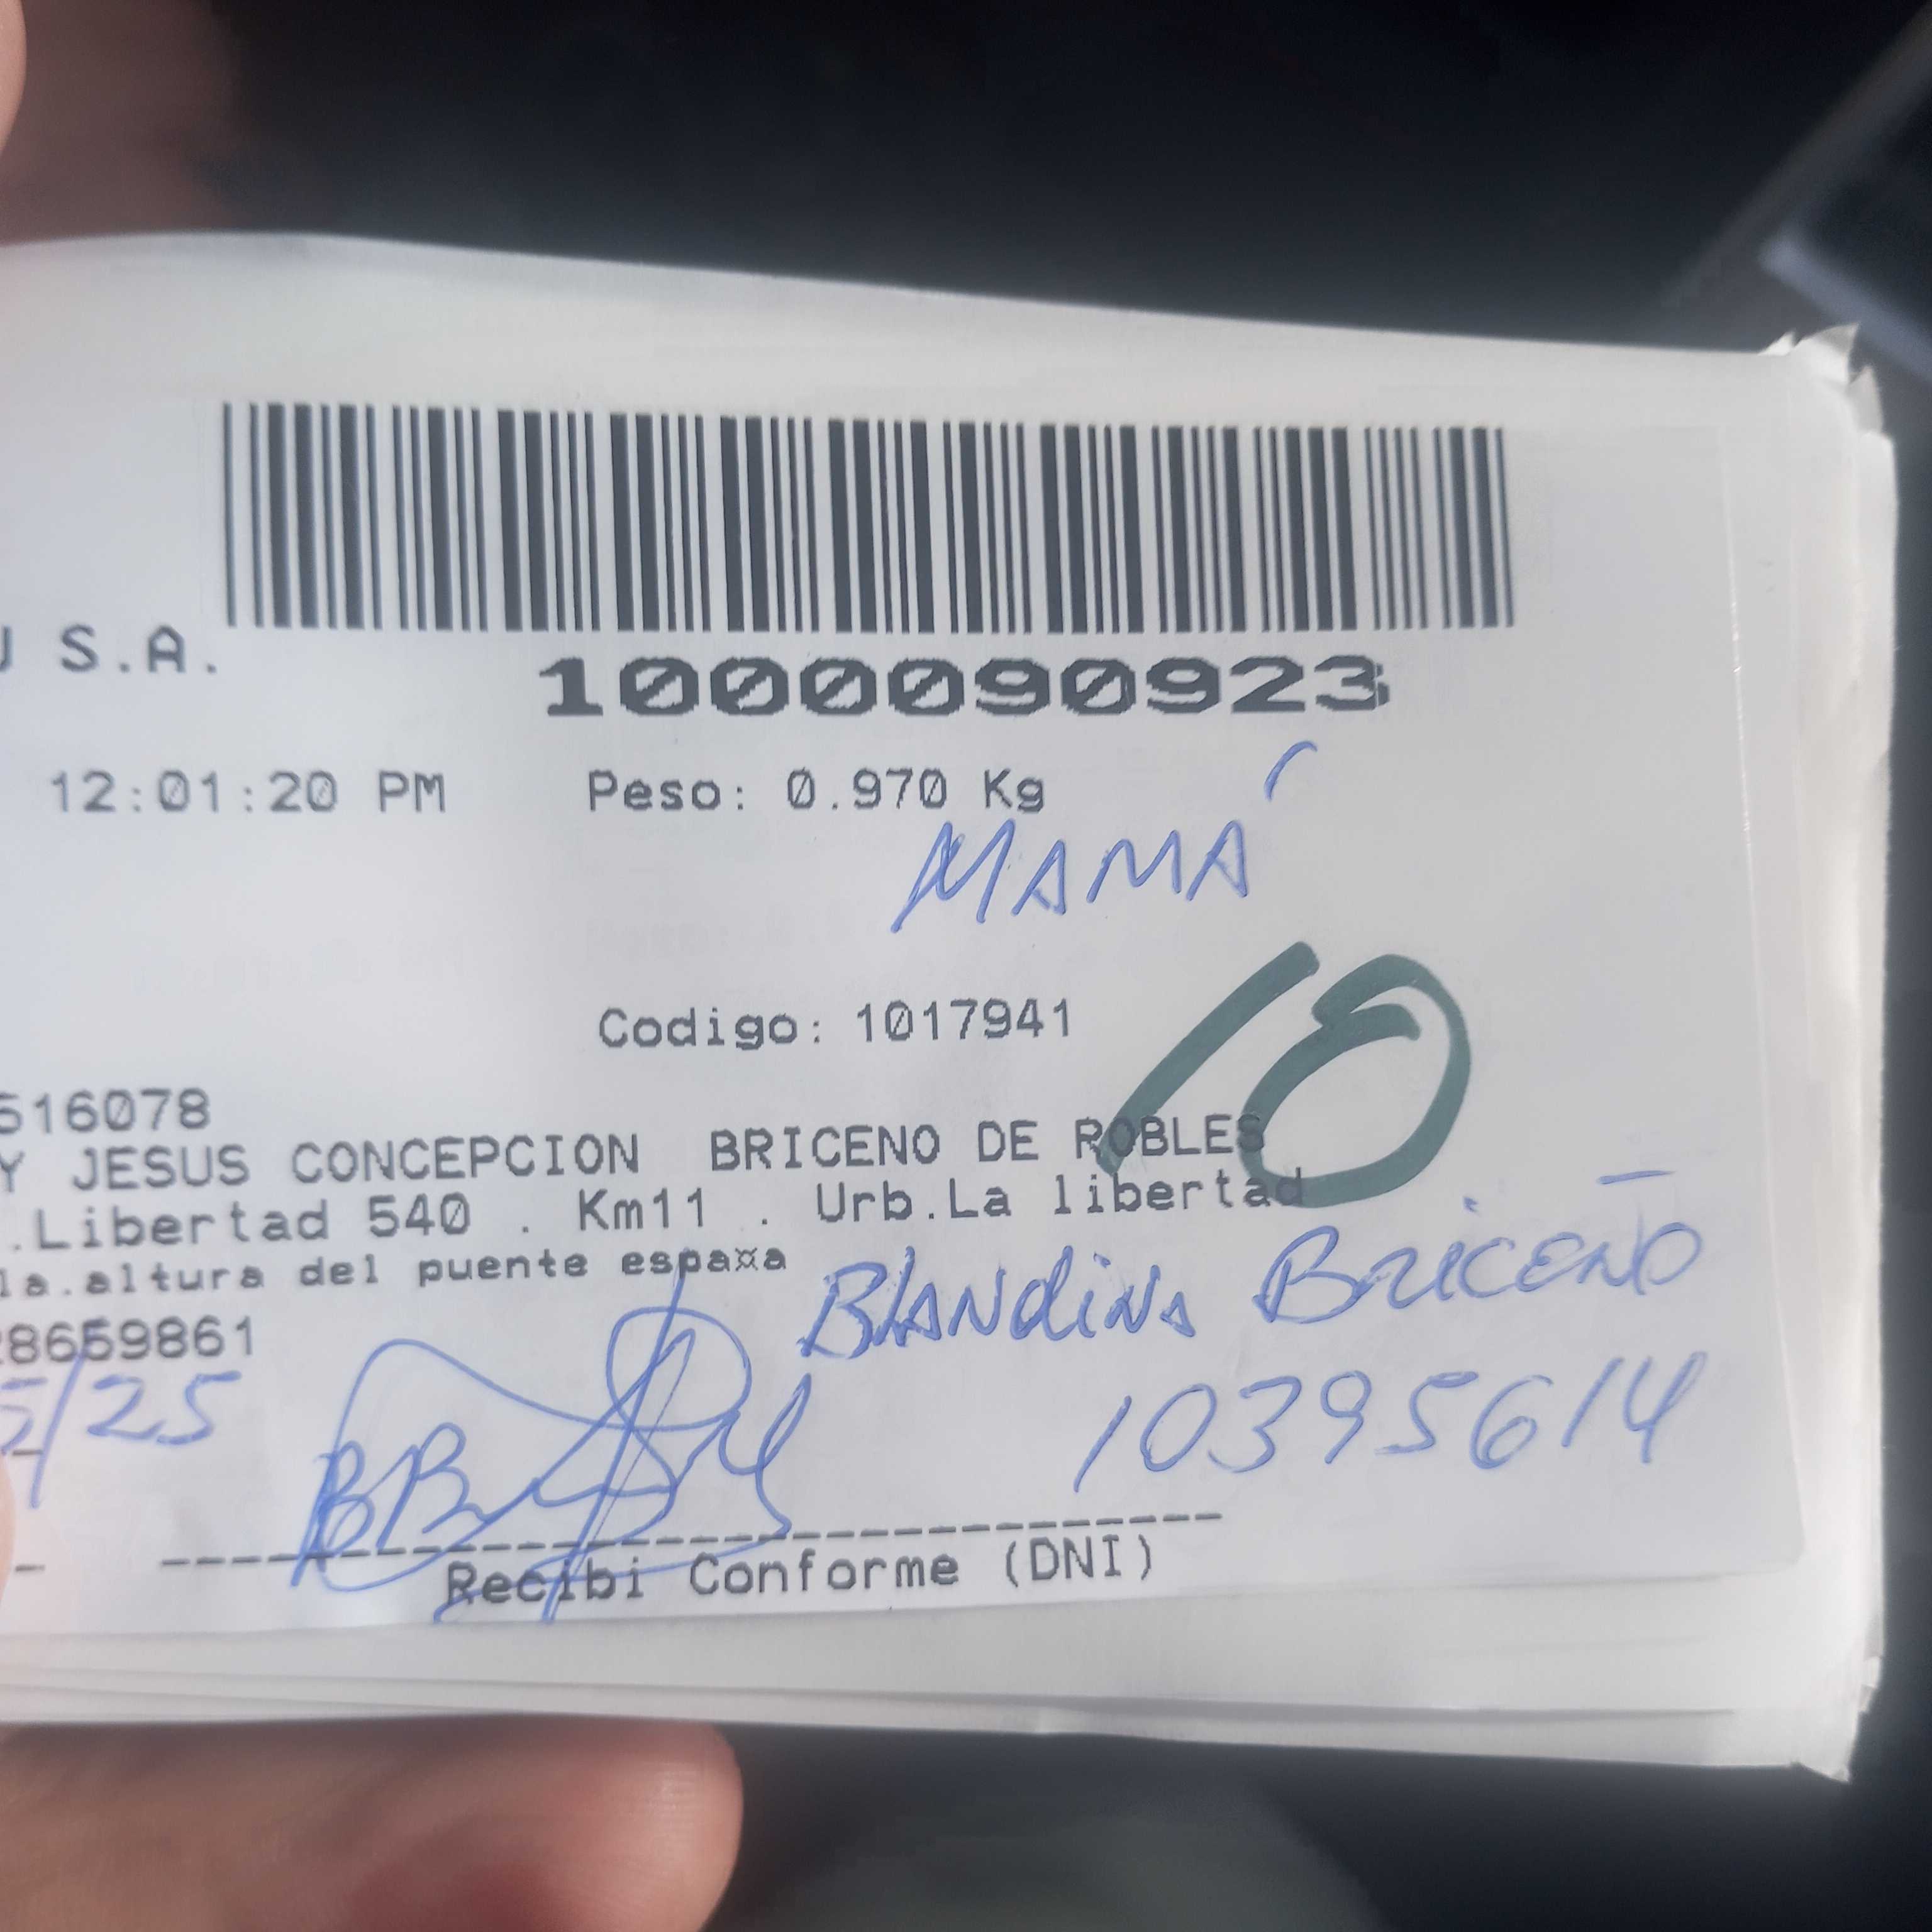 S.A.
1000090923
12:01:20 PM Peso: 0.970 Kg
MAMÁ
Codigo: 1017941
10
516078
Y JESUS CONCEPCION BRICENO DE ROBLES
.Libertad 540 . Km11 . Urb.La libertad
la.altura del puente espa¤a
Blandina Briceño
8659861
/25
10395614
Recibi Conforme (DNI)